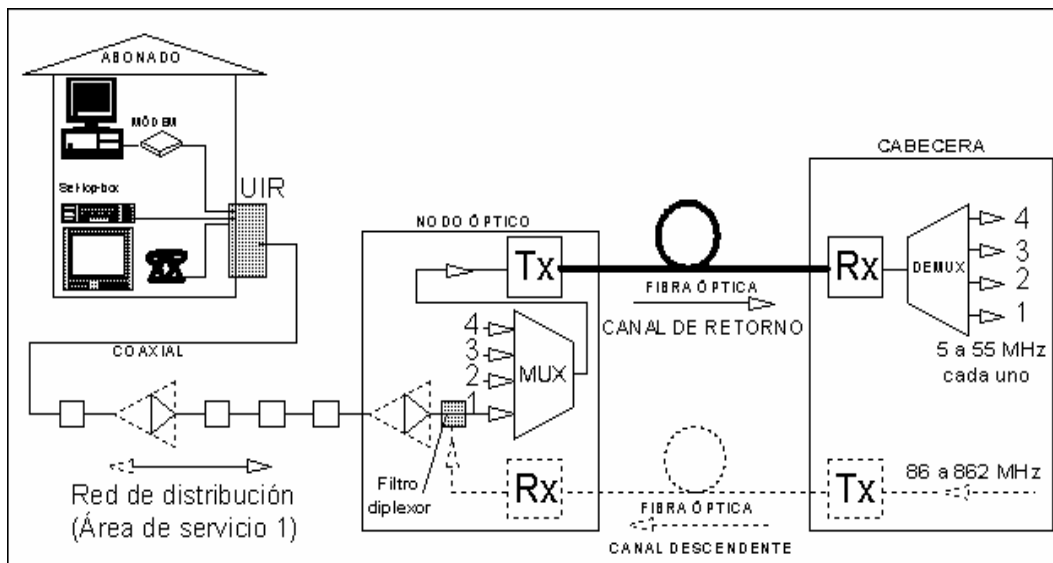 ABONADO
MÓDEM
Set-top-box
UIR
COAXIAL
Red de distribución
(Área de servicio 1)
NODO ÓPTICO
Tx
4
3
2
1
MUX
Filtro
diplexor
Rx
FIBRA ÓPTICA
CANAL DE RETORNO
FIBRA ÓPTICA
CANAL DESCENDENTE
CABECERA
Rx
DEMUX
4
3
2
1
5 a 55 MHz
cada uno
Tx
86 a 862 MHz